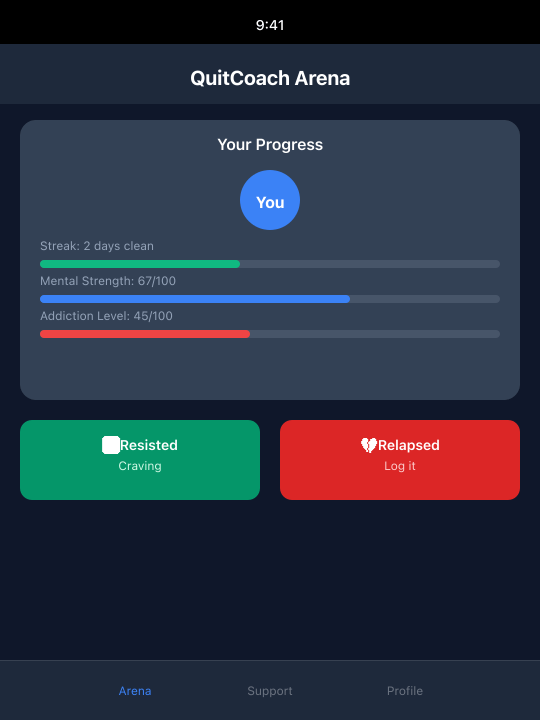 9:41
QuitCoach Arena
Your Progress
You
Streak: 2 days clean
Mental Strength: 67/100
Addiction Level: 45/100
Resisted
Craving
💔Relapsed
Log it
Arena
Support
Profile